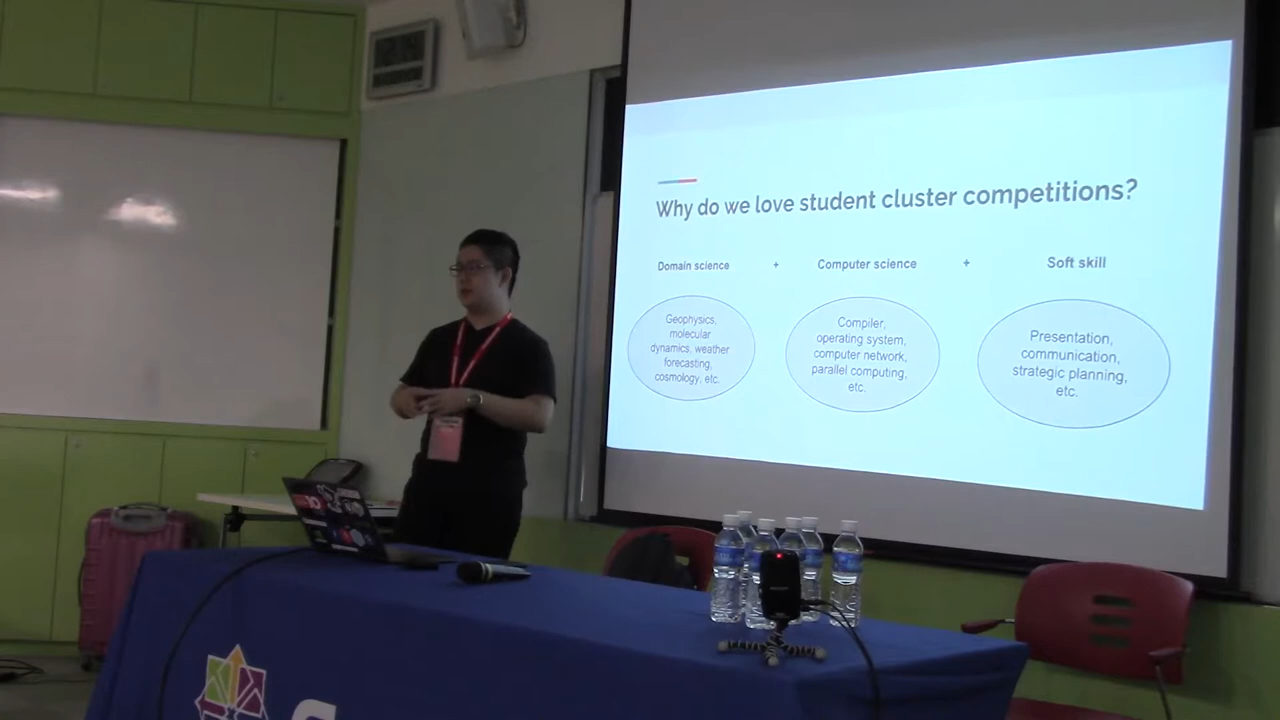 Why do we love student cluster competitions?
Domain science + Computer science + Soft skill
Geophysics,
molecular
dynamics, weather
forecasting,
cosmology, etc.
Compiler,
operating system,
computer network,
parallel computing,
etc.
Presentation,
communication,
strategic planning,
etc.